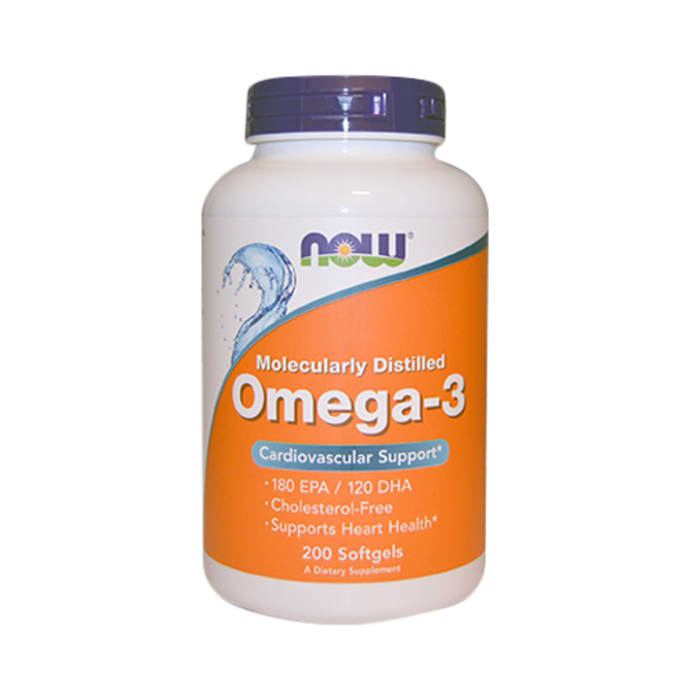 NOW®
Molecularly Distilled
Omega-3
Cardiovascular Support*
• 180 EPA / 120 DHA
• Cholesterol-Free
• Supports Heart Health*
200 Softgels
A Dietary Supplement